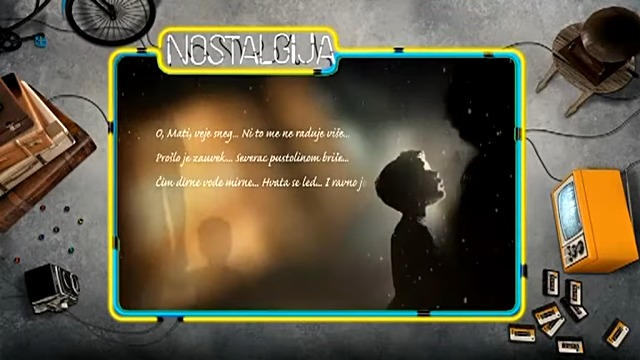 NOSTALGIJA
O, Mati, veje sneg... Ni to me ne raduje više...
Prošlo je zauvek... Severac pustolinom briše...
Čim dirne vode mirne... Hvata se led... I ravno j